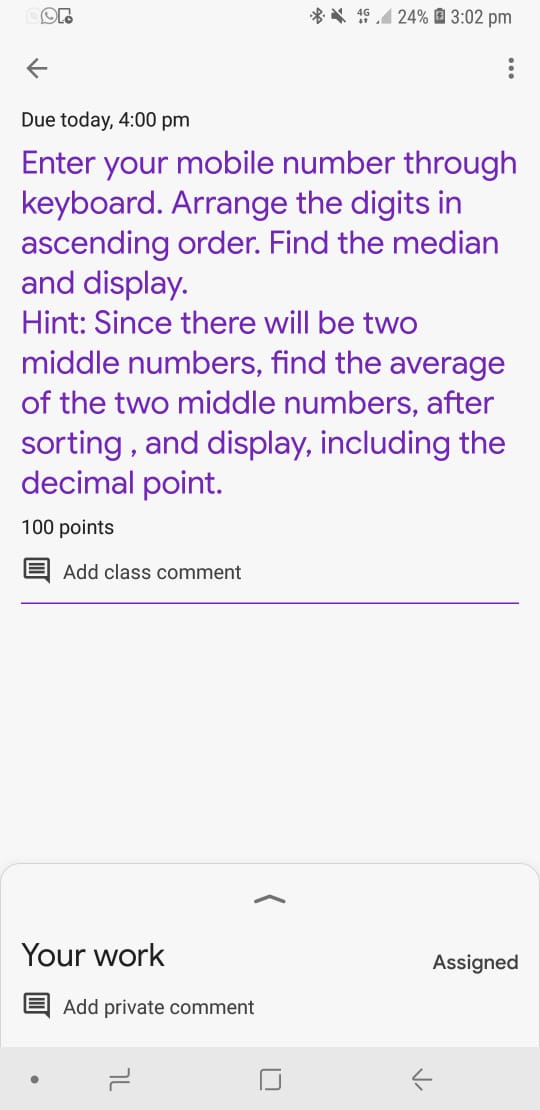 4G 24% 3:02 pm
Due today, 4:00 pm
Enter your mobile number through
keyboard. Arrange the digits in
ascending order. Find the median
and display.
Hint: Since there will be two
middle numbers, find the average
of the two middle numbers, after
sorting , and display, including the
decimal point.
100 points
Add class comment
Your work
Assigned
Add private comment